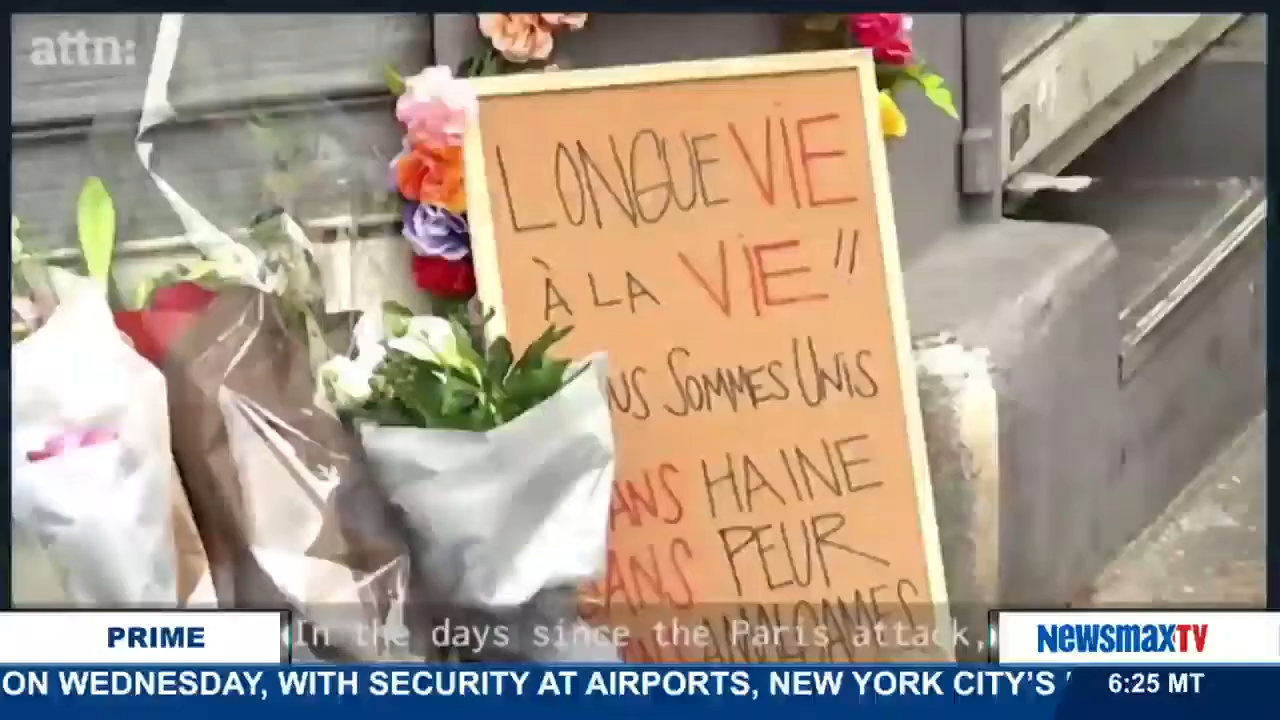 attn:
LONGUE VIE
À LA VIE"
US SOMMES UNIS
ANS HAINE
ANS PEUR
AMALGAMES
In the days since the Paris attack,
PRIME
NEWSMAXTV
ON WEDNESDAY, WITH SECURITY AT AIRPORTS, NEW YORK CITY'S
6:25 MT